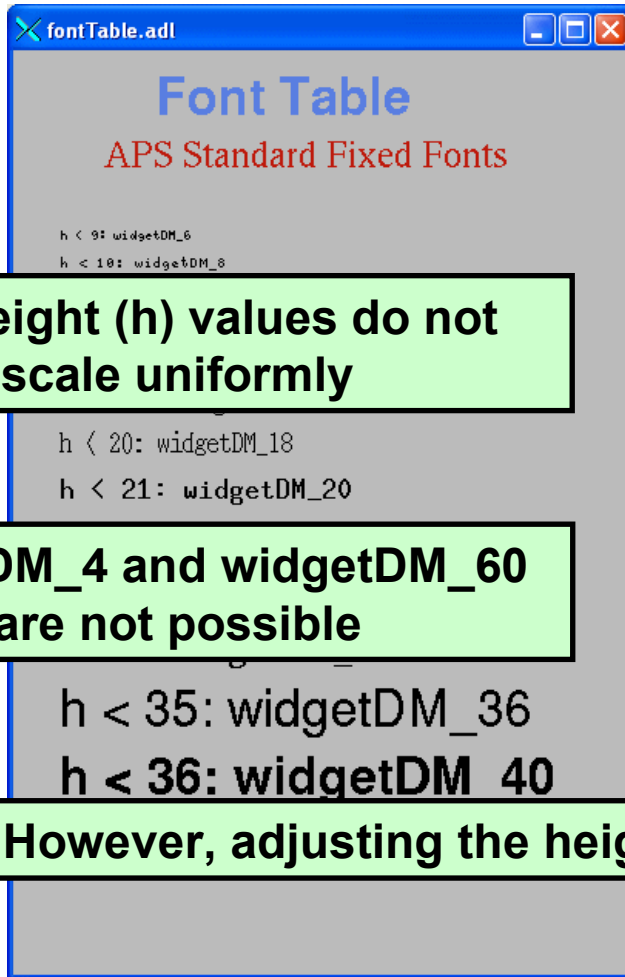 fontTable.adl
Font Table
APS Standard Fixed Fonts
h < 9: widgetDM_6
h < 10: widgetDM_8
eight (h) values do not
scale uniformly
h < 20: widgetDM_18
h < 21: widgetDM_20
DM_4 and widgetDM_60
are not possible
h < 35: widgetDM_36
h < 36: widgetDM_40
However, adjusting the heig